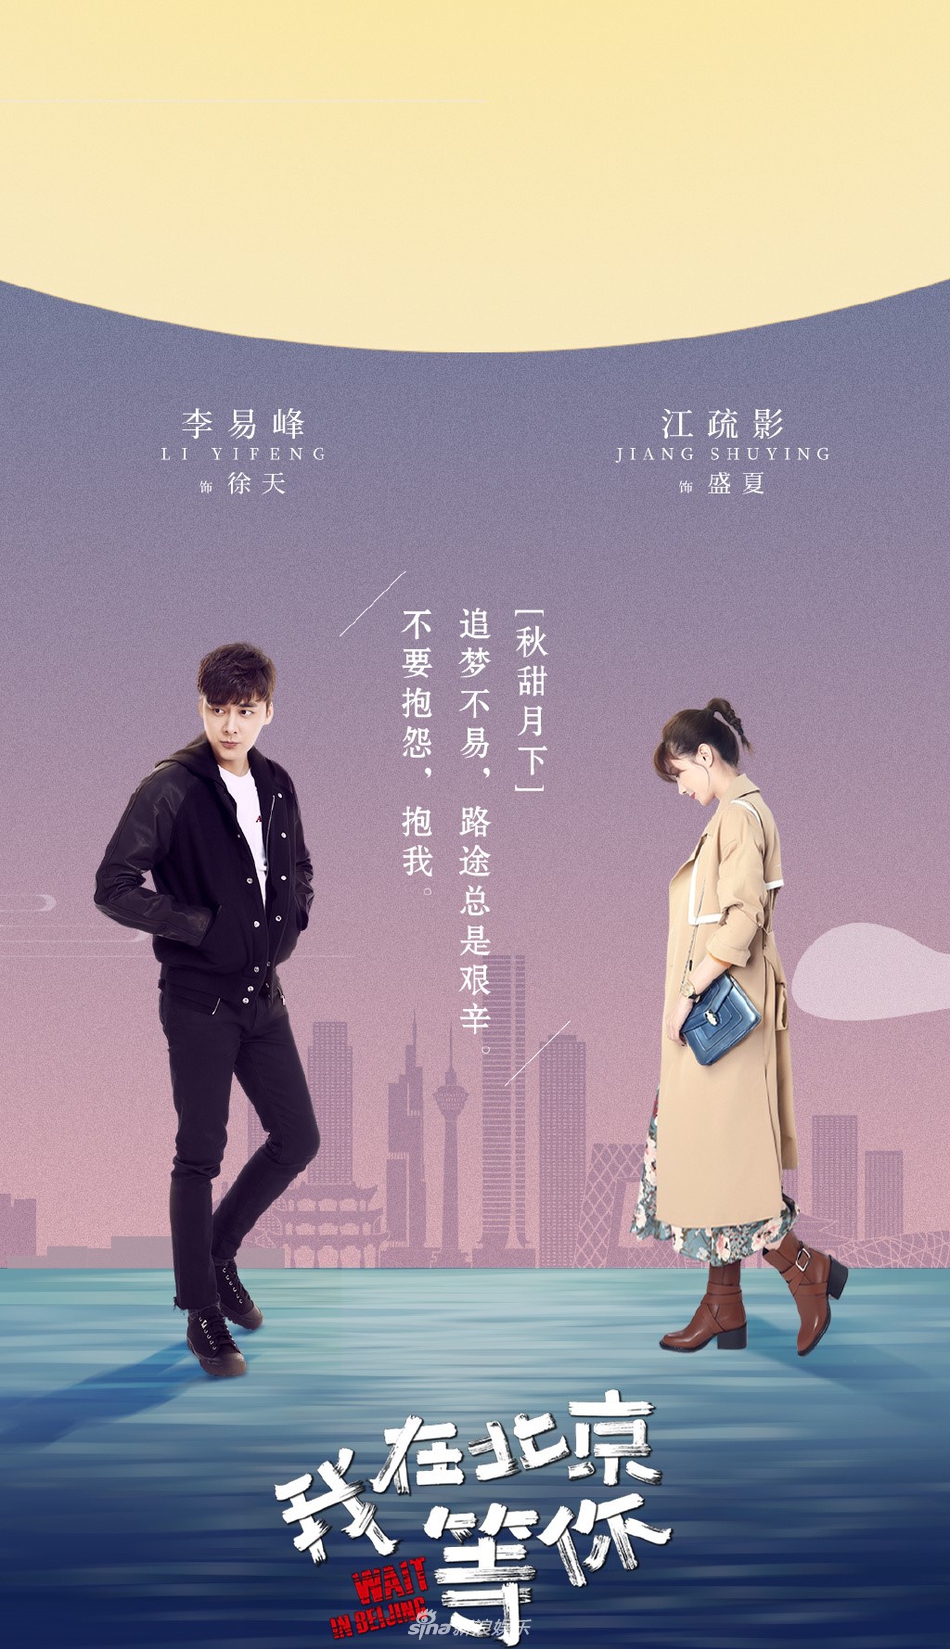 李易峰
LI YIFENG
饰 徐天
江疏影
JIANG SHUYING
饰 盛夏
[秋甜月下]
追梦不易，路途总是艰辛。
不要抱怨，抱我。
我在北京
等你
WAIT
IN BEIJING
sina新浪娱乐